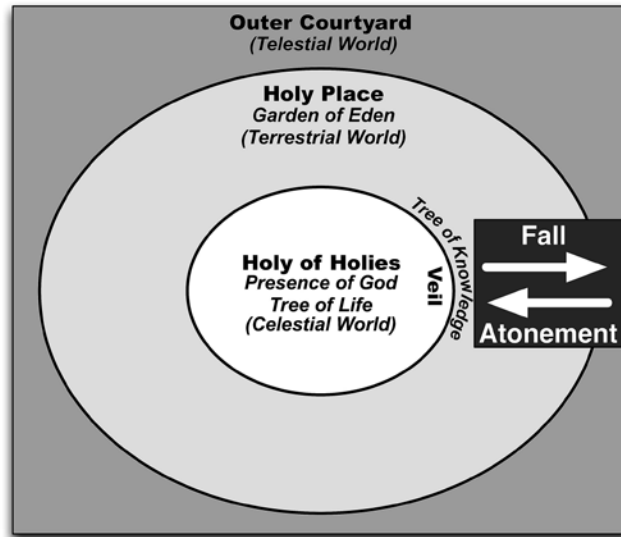 Outer Courtyard
(Telestial World)
Holy Place
Garden of Eden
(Terrestrial World)
Tree of Knowledge
Holy of Holies
Presence of God
Tree of Life
(Celestial World)
Veil
Fall
Atonement